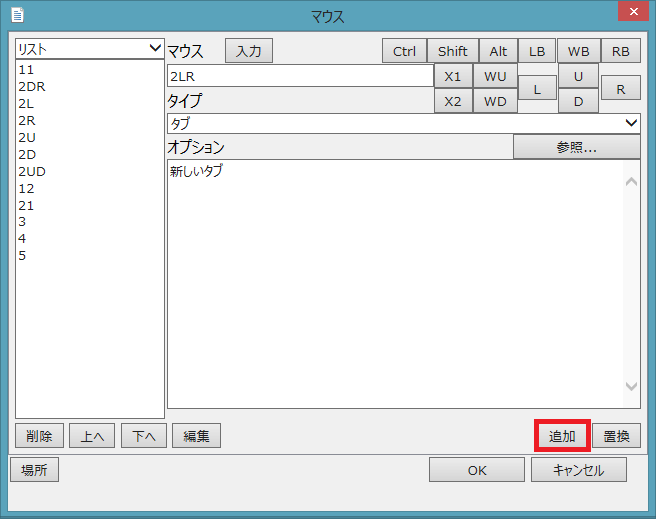 マウス
リスト
11
2DR
2L
2R
2U
2D
2UD
12
21
3
4
5
マウス 入力 Ctrl Shift Alt LB WB RB
2LR X1 WU L U R
X2 WD D
タイプ
タブ
オプション 参照...
新しいタブ
削除 上へ 下へ 編集 追加 置換
場所 OK キャンセル